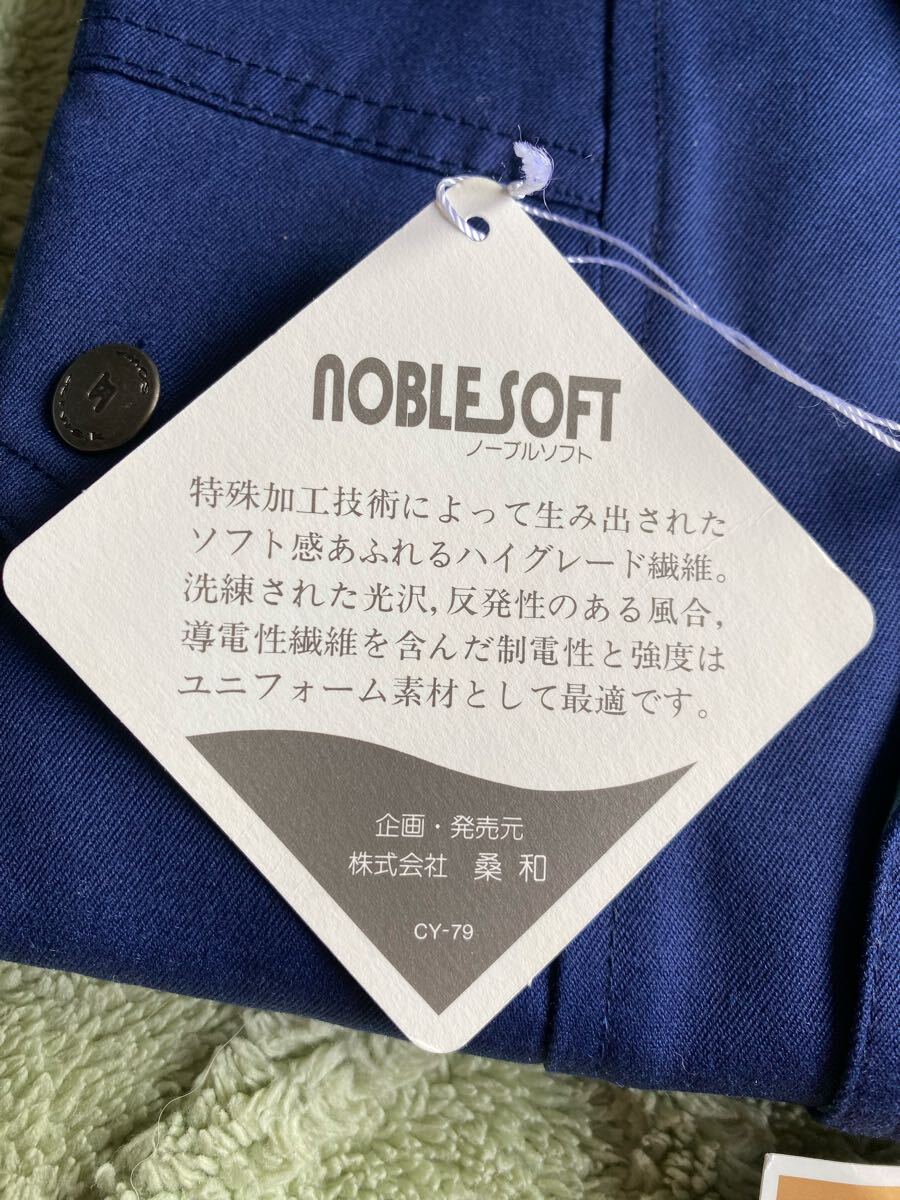 NOBLE SOFT
ノーブルソフト
特殊加工技術によって生み出された
ソフト感あふれるハイグレード繊維。
洗練された光沢,反発性のある風合,
導電性繊維を含んだ制電性と強度は
ユニフォーム素材として最適です。
企画・発売元
株式会社 桑和
CY-79